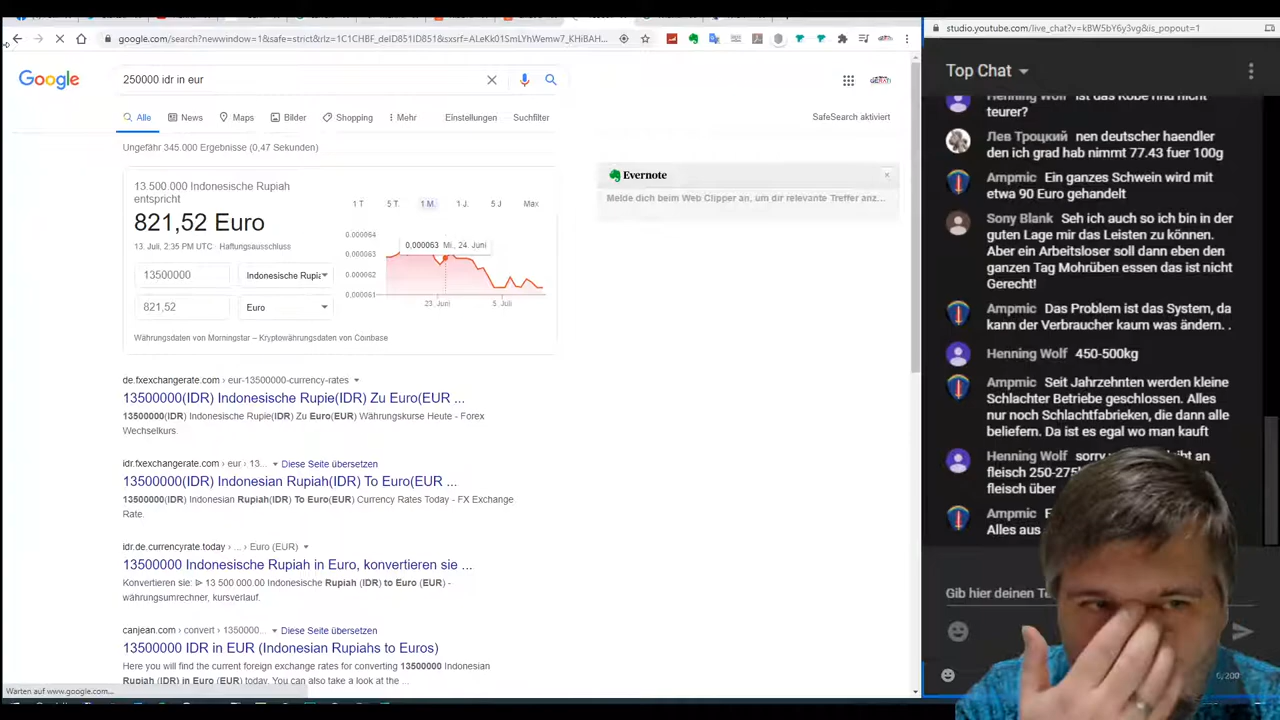 google.com/search?newwindow=1&safe=strict&rlz=1C1CHBF_deD851ID851&sxsrf=ALeKk01SmLYhWemw7_KHiBAH...
studio.youtube.com/live_chat?v=kBW5bY6y3vg&is_popout=1
Google
250000 idr in eur
Alle News Maps Bilder Shopping Mehr Einstellungen Suchfilter
SafeSearch aktiviert
Ungefähr 345.000 Ergebnisse (0,47 Sekunden)
13.500.000 Indonesische Rupiah
entspricht
821,52 Euro
13. Juli, 2:35 PM UTC · Haftungsausschluss
13500000 Indonesische Rupia
821,52 Euro
1 T 5 T. 1 M. 1 J. 5 J Max
0,000063 Mi., 24. Juni
0,000064
0,000063
0,000062
0,000061
23. Juni 5. Juli
Währungsdaten von Morningstar – Kryptowährungsdaten von Coinbase
Evernote
Melde dich beim Web Clipper an, um dir relevante Treffer anz...
de.fxexchangerate.com › eur-13500000-currency-rates
13500000(IDR) Indonesische Rupie(IDR) Zu Euro(EUR ...
13500000(IDR) Indonesische Rupie(IDR) Zu Euro(EUR) Währungskurse Heute - Forex
Wechselkurs.
idr.fxexchangerate.com › eur › 13... Diese Seite übersetzen
13500000(IDR) Indonesian Rupiah(IDR) To Euro(EUR ...
13500000(IDR) Indonesian Rupiah(IDR) To Euro(EUR) Currency Rates Today - FX Exchange
Rate.
idr.de.currencyrate.today › ... › Euro (EUR)
13500000 Indonesische Rupiah in Euro, konvertieren sie ...
Konvertieren sie: ᐉ 13 500 000.00 Indonesische Rupiah (IDR) to Euro (EUR) -
währungsumrechner, kursverlauf.
canjean.com › convert › 1350000... Diese Seite übersetzen
13500000 IDR in EUR (Indonesian Rupiahs to Euros)
Here you will find the current foreign exchange rates for converting 13500000 Indonesian
Rupiah (IDR) in Euro (EUR) today. You can also take a look at the ...
Warten auf www.google.com...
Top Chat
Henning Wolf ist das Kobe rind nicht
teurer?
Лев Троцкий nen deutscher haendler
den ich grad hab nimmt 77.43 fuer 100g
Ampmic Ein ganzes Schwein wird mit
etwa 90 Euro gehandelt
Sony Blank Seh ich auch so ich bin in der
guten Lage mir das Leisten zu können.
Aber ein Arbeitsloser soll dann eben den
ganzen Tag Mohrüben essen das ist nicht
Gerecht!
Ampmic Das Problem ist das System, da
kann der Verbraucher kaum was ändern. .
Henning Wolf 450-500kg
Ampmic Seit Jahrzehnten werden kleine
Schlachter Betriebe geschlossen. Alles
nur noch Schlachtfabriken, die dann alle
beliefern. Da ist es egal wo man kauft
Henning Wolf sorry an
fleisch 250-275
fleisch über
Ampmic
Alles aus
Gib hier deinen
/200